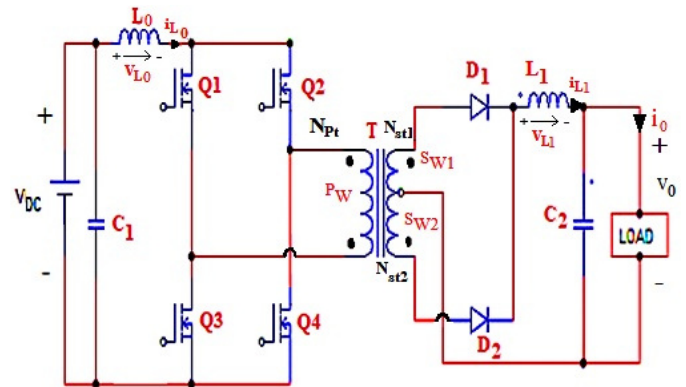 L0 iL0
+ VL0 -
Q1 Q2
D1 L1 iL1
+ VL1 -
i0
NPt T Nst1
SW1
PW
SW2
Nst2
+
VDC
-
C1
C2
+
V0
-
LOAD
Q3 Q4
D2